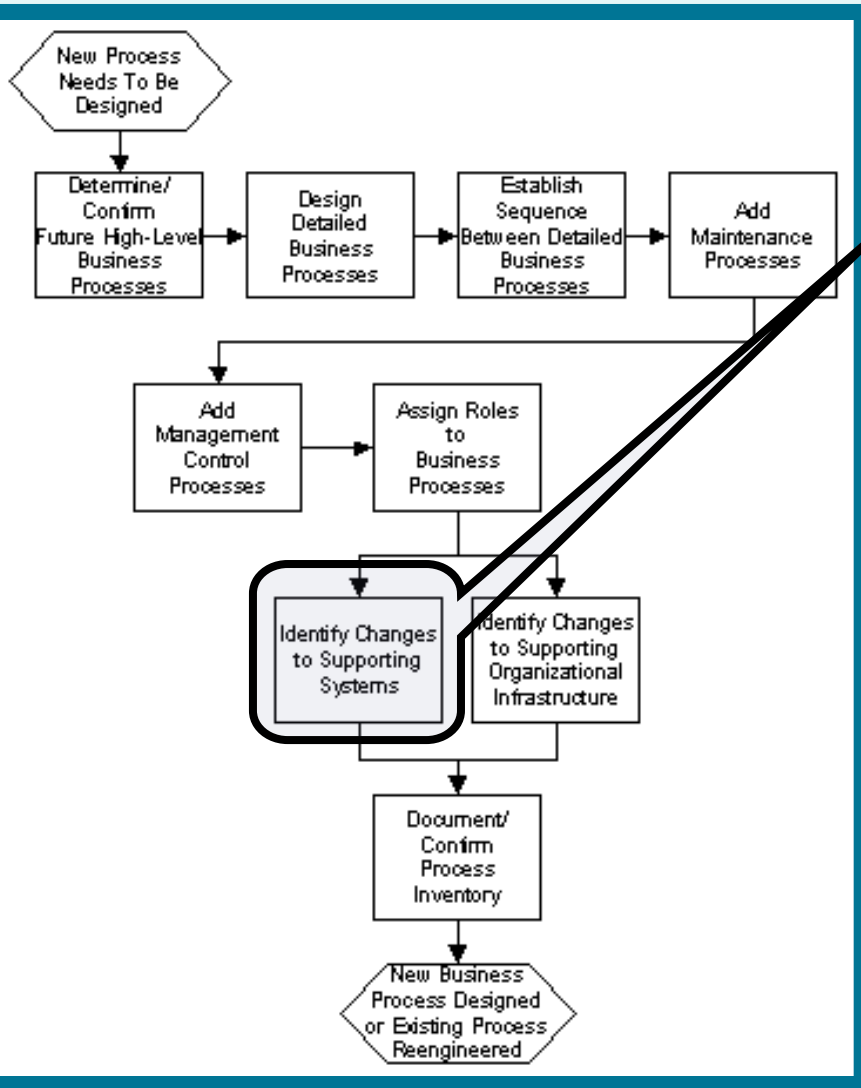 New Process
Needs To Be
Designed
Determine/
Confirm
Future High-Level
Business
Processes
Design
Detailed
Business
Processes
Establish
Sequence
Between Detailed
Business
Processes
Add
Maintenance
Processes
Add
Management
Control
Processes
Assign Roles
to
Business
Processes
Identify Changes
to Supporting
Systems
Identify Changes
to Supporting
Organizational
Infrastructure
Document/
Confirm
Process
Inventory
New Business
Process Designed
or Existing Process
Reengineered